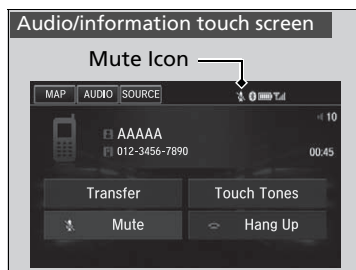 Audio/information touch screen
Mute Icon
MAP AUDIO SOURCE
10
AAAAA
012-3456-7890
00:45
Transfer Touch Tones
Mute Hang Up